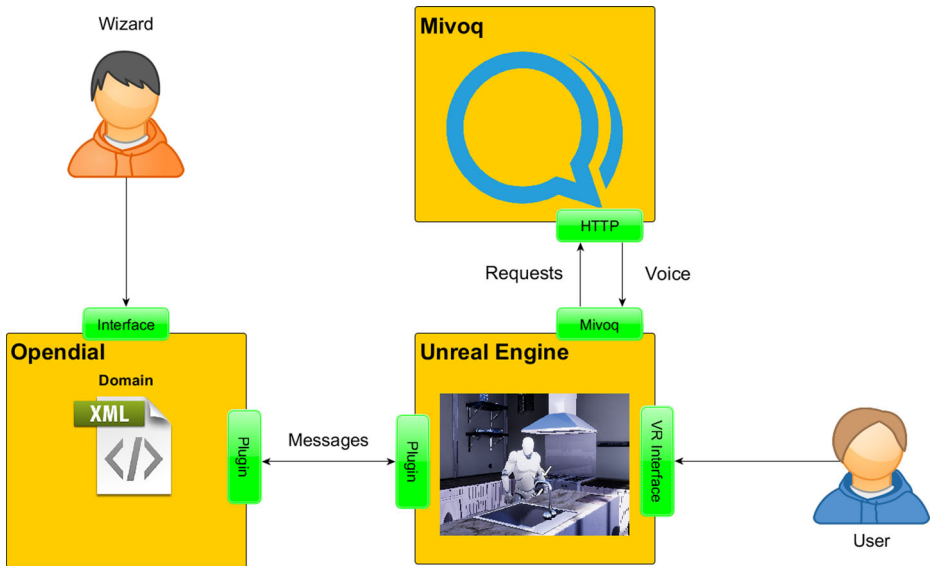 Wizard
Mivoq
HTTP
Requests
Voice
Interface
Mivoq
Opendial
Unreal Engine
Domain
XML
</>
Plugin
Messages
Plugin
VR Interface
User